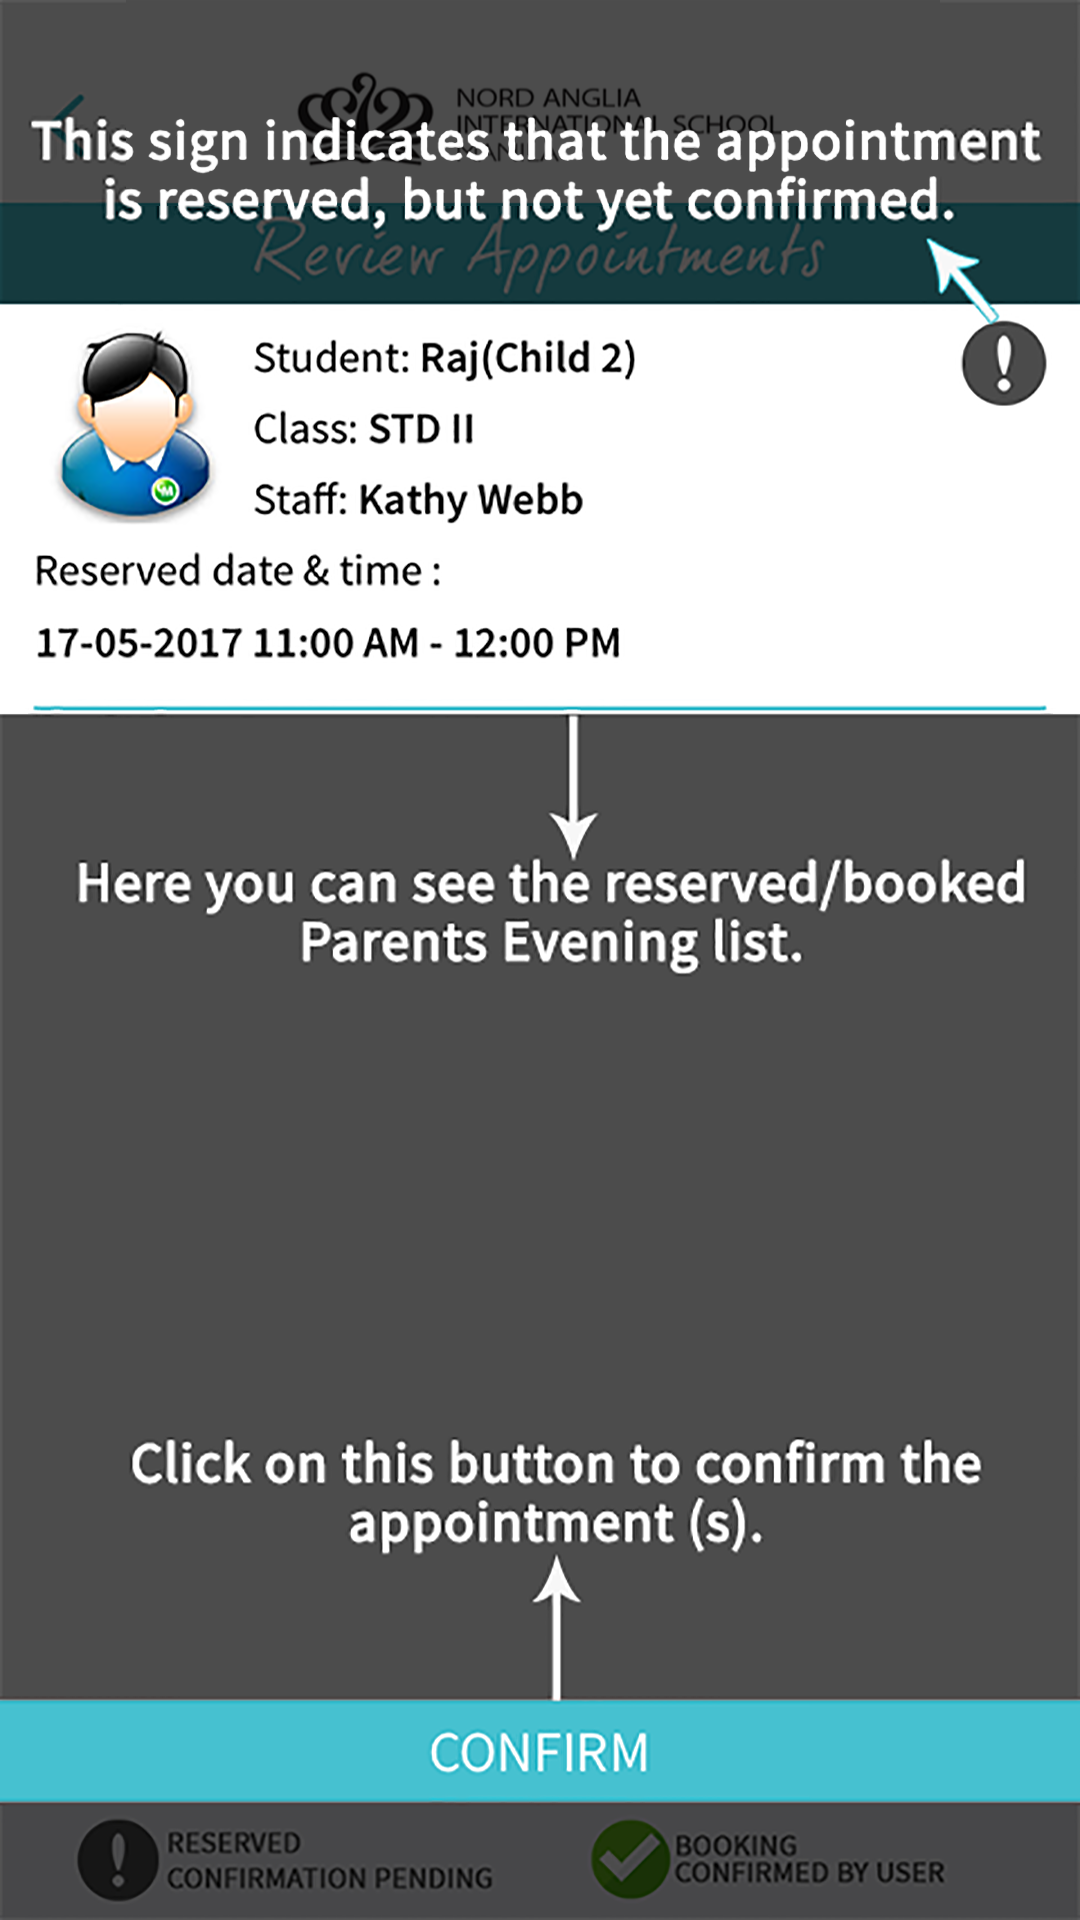 NORD ANGLIA
INTERNATIONAL SCHOOL
MANILA
This sign indicates that the appointment
is reserved, but not yet confirmed.
Review Appointments
Student: Raj(Child 2)
Class: STD II
Staff: Kathy Webb
Reserved date & time :
17-05-2017 11:00 AM - 12:00 PM
Here you can see the reserved/booked
Parents Evening list.
Click on this button to confirm the
appointment (s).
CONFIRM
RESERVED
CONFIRMATION PENDING
BOOKING
CONFIRMED BY USER